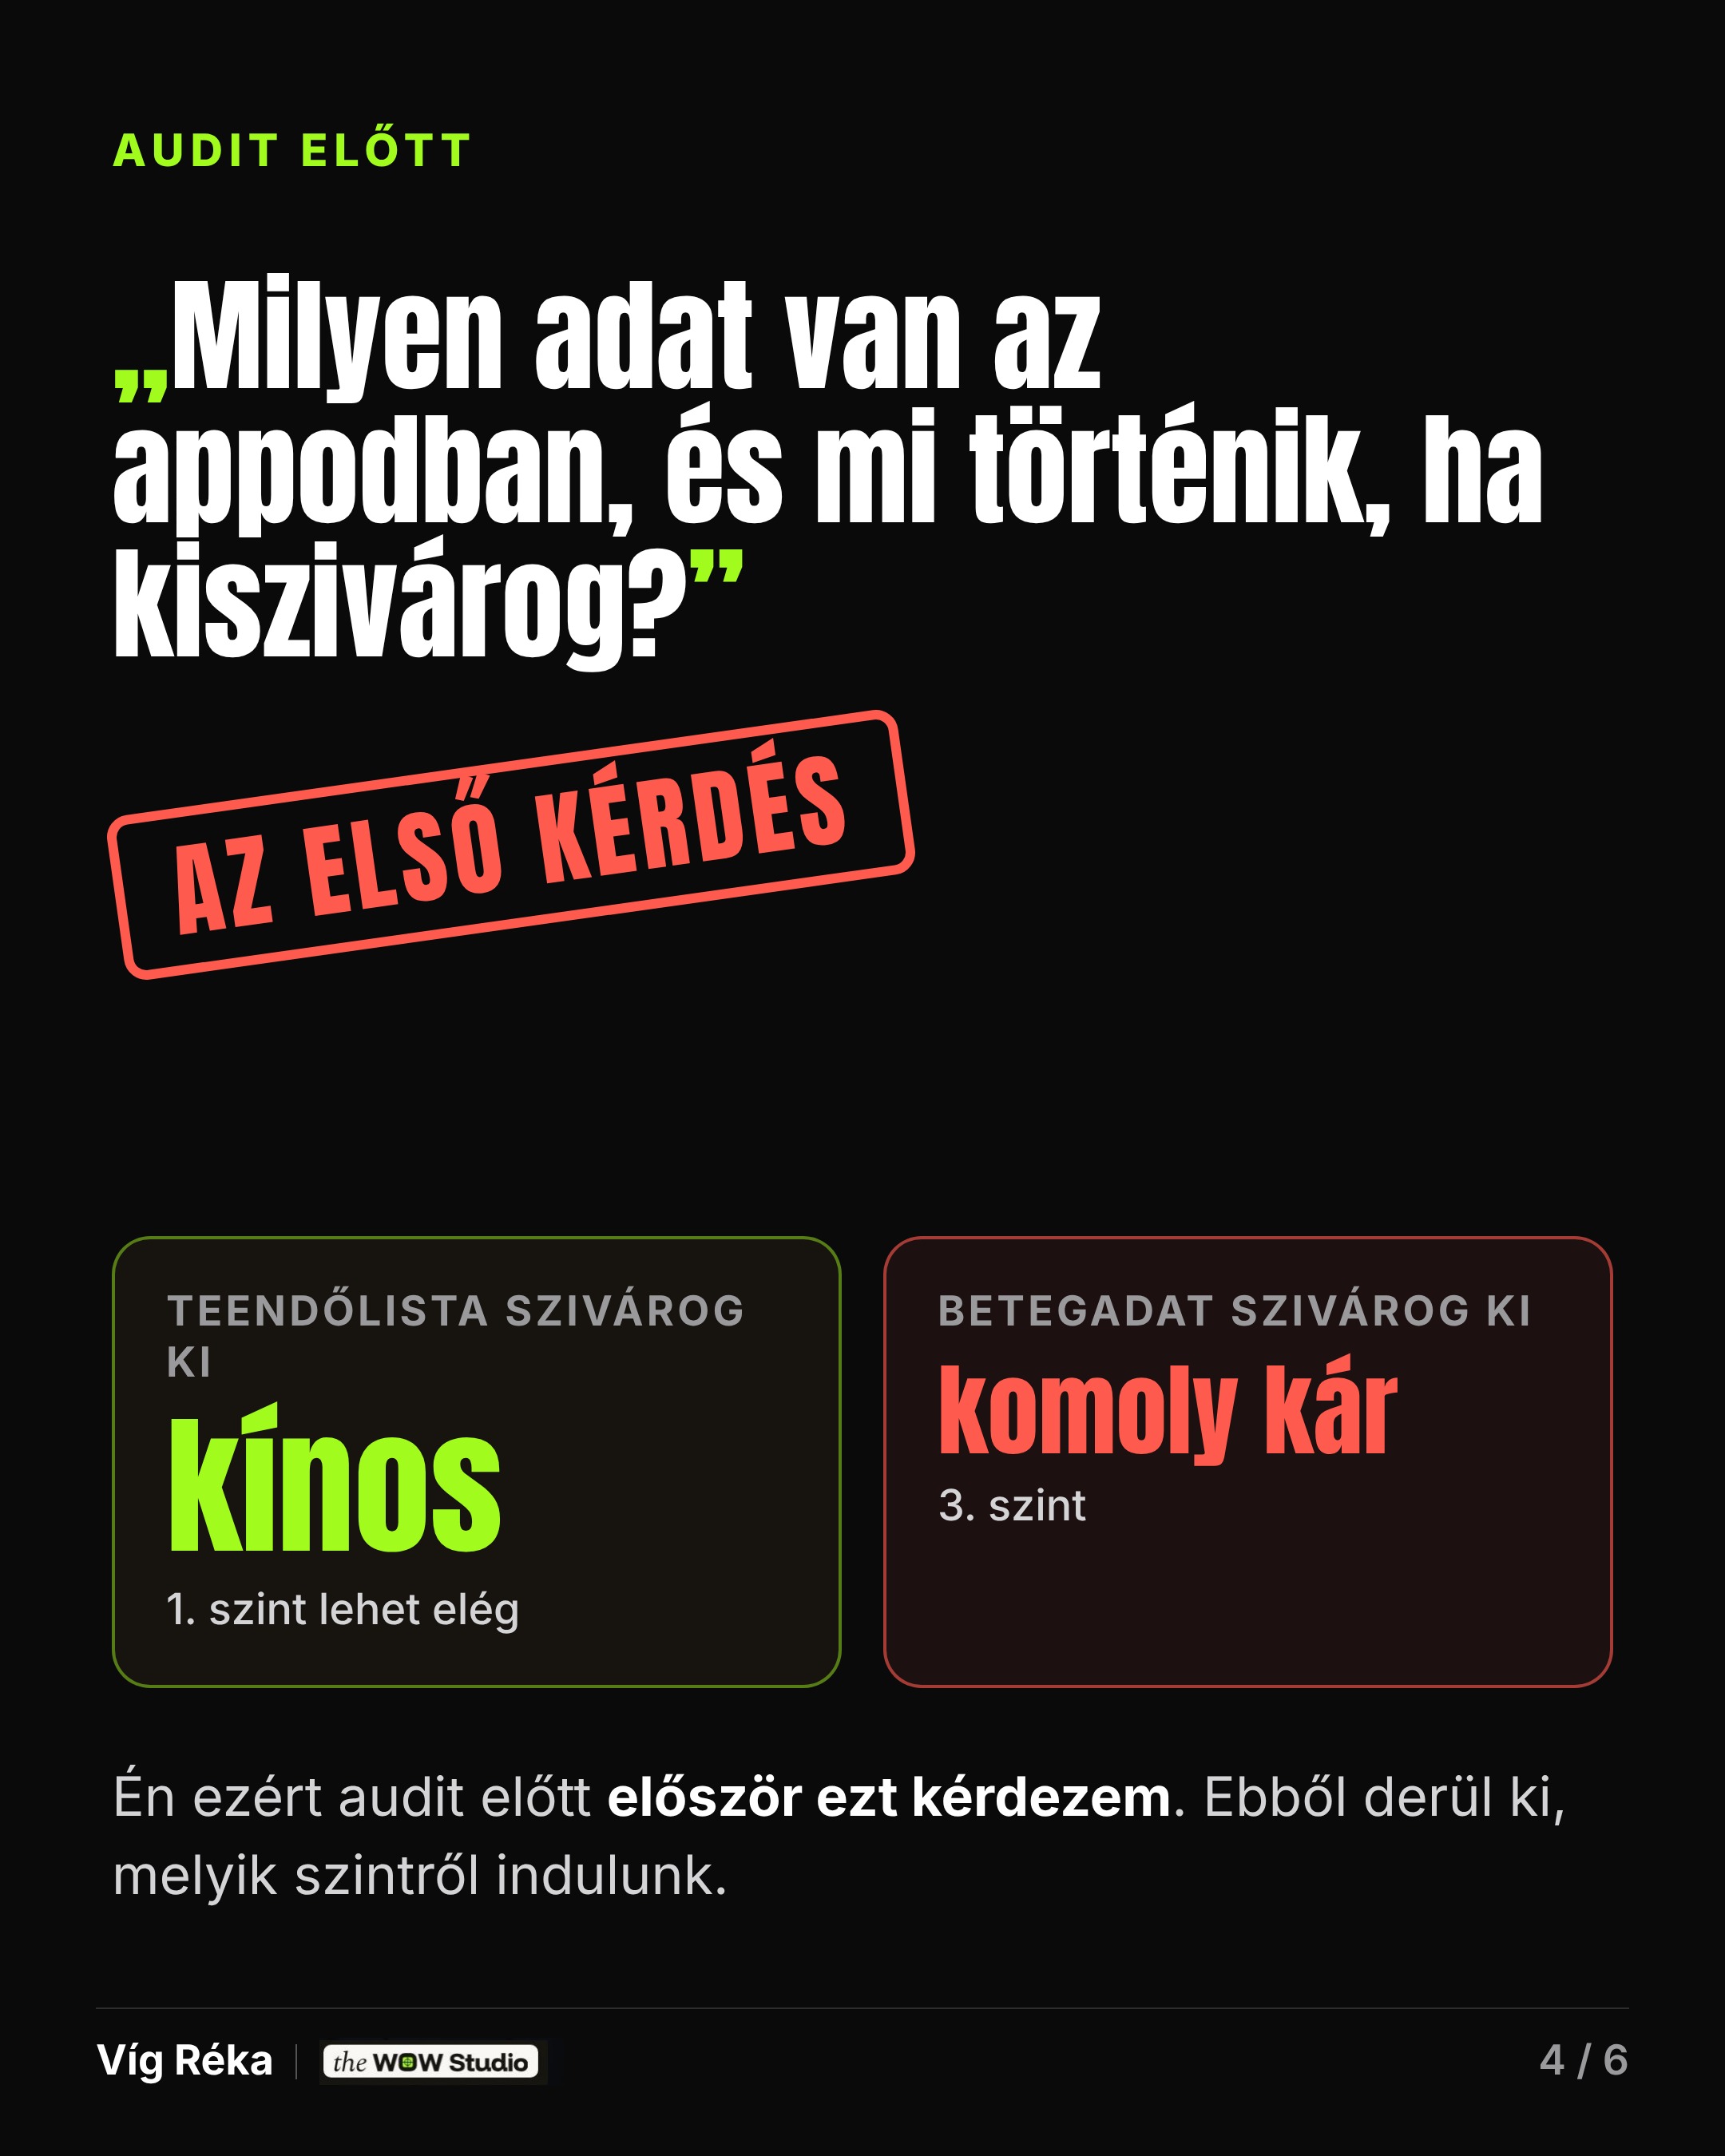 AUDIT ELŐTT
„Milyen adat van az
appodban, és mi történik, ha
kiszivárog?”
AZ ELSŐ KÉRDÉS
TEENDŐLISTA SZIVÁROG
KI
kínos
1. szint lehet elég
BETEGADAT SZIVÁROG KI
komoly kár
3. szint
Én ezért audit előtt először ezt kérdezem. Ebből derül ki,
melyik szintről indulunk.
Víg Réka
the WOW Studio
4 / 6